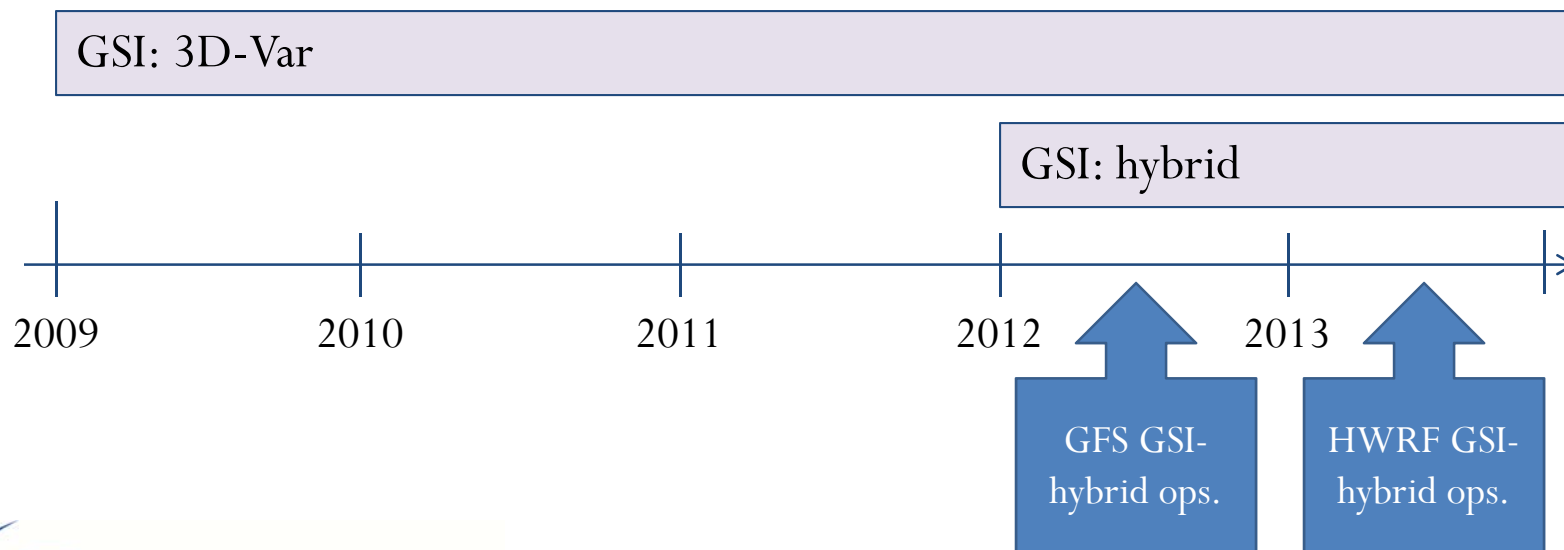 GSI: 3D-Var
GSI: hybrid
2009 2010 2011 2012 2013
GFS GSI-
hybrid ops.
HWRF GSI-
hybrid ops.